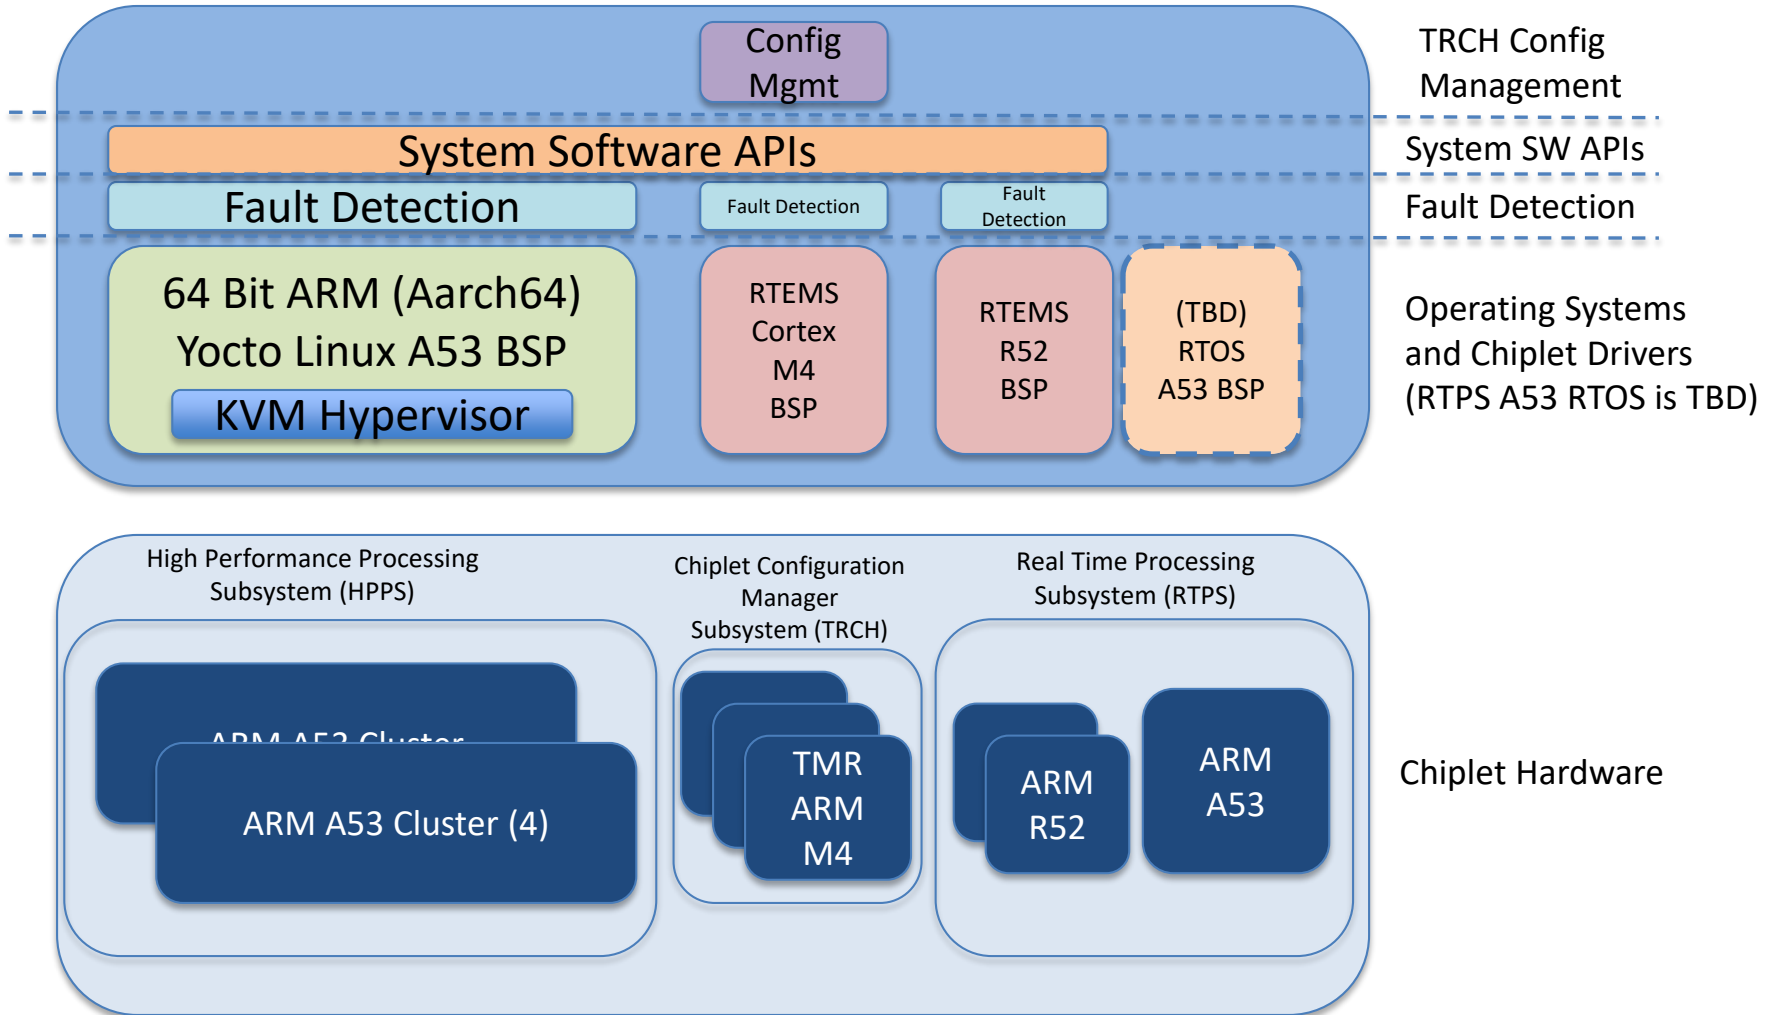 Config
Mgmt
TRCH Config
Management
System Software APIs
System SW APIs
Fault Detection
Fault Detection
Fault
Detection
Fault Detection
64 Bit ARM (Aarch64)
Yocto Linux A53 BSP
KVM Hypervisor
RTEMS
Cortex
M4
BSP
RTEMS
R52
BSP
(TBD)
RTOS
A53 BSP
Operating Systems
and Chiplet Drivers
(RTPS A53 RTOS is TBD)
High Performance Processing
Subsystem (HPPS)
Chiplet Configuration
Manager
Subsystem (TRCH)
Real Time Processing
Subsystem (RTPS)
ARM A53 Cluster
ARM A53 Cluster (4)
TMR
ARM
M4
ARM
R52
ARM
A53
Chiplet Hardware